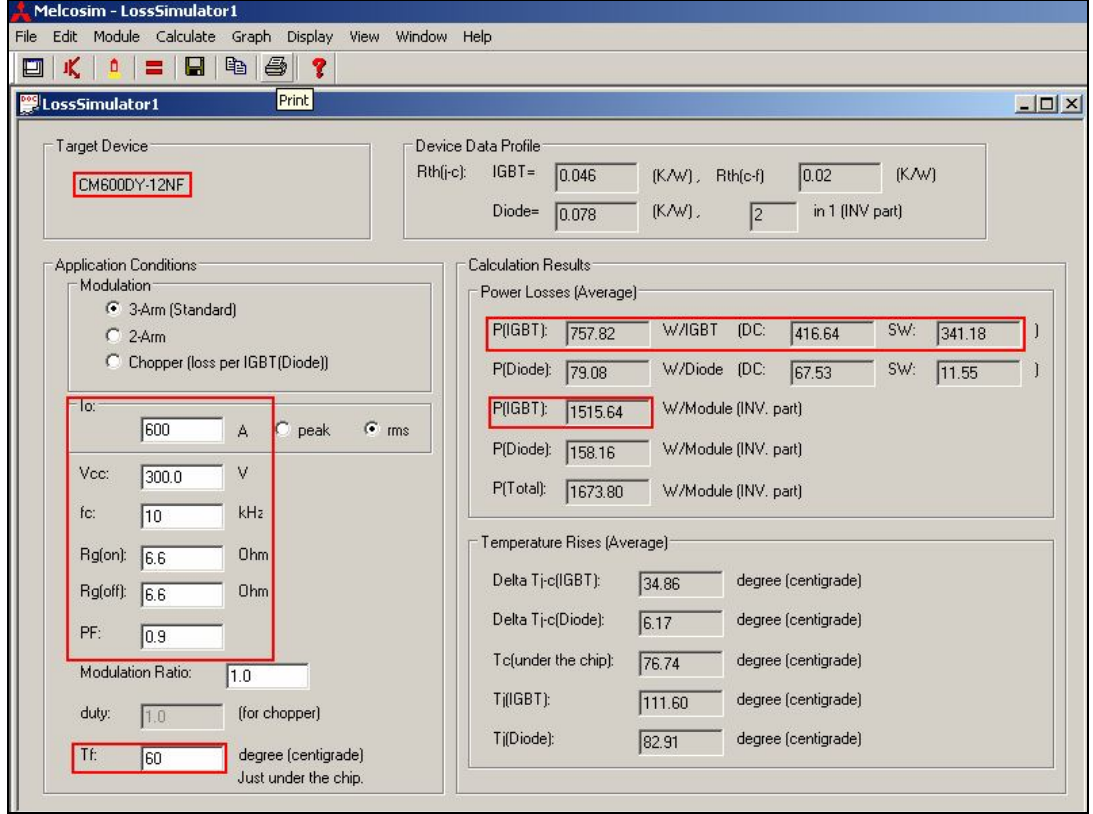 Melcosim - LossSimulator1
File Edit Module Calculate Graph Display View Window Help
Print
LossSimulator1
Target Device
CM600DY-12NF
Device Data Profile
Rth(j-c): IGBT= 0.046 (K/W), Rth(c-f) 0.02 (K/W)
Diode= 0.078 (K/W), 2 in 1 (INV part)
Application Conditions
Modulation
3-Arm (Standard)
2-Arm
Chopper (loss per IGBT(Diode))
Io:
600 A peak rms
Vcc: 300.0 V
fc: 10 kHz
Rg(on): 6.6 Ohm
Rg(off): 6.6 Ohm
PF: 0.9
Modulation Ratio: 1.0
duty: 1.0 (for chopper)
Tf: 60 degree (centigrade)
Just under the chip.
Calculation Results
Power Losses (Average)
P(IGBT): 757.82 W/IGBT (DC: 416.64 SW: 341.18 )
P(Diode): 79.08 W/Diode (DC: 67.53 SW: 11.55 )
P(IGBT): 1515.64 W/Module (INV. part)
P(Diode): 158.16 W/Module (INV. part)
P(Total): 1673.80 W/Module (INV. part)
Temperature Rises (Average)
Delta Tj-c(IGBT): 34.86 degree (centigrade)
Delta Tj-c(Diode): 6.17 degree (centigrade)
Tc(under the chip): 76.74 degree (centigrade)
Tj(IGBT): 111.60 degree (centigrade)
Tj(Diode): 82.91 degree (centigrade)